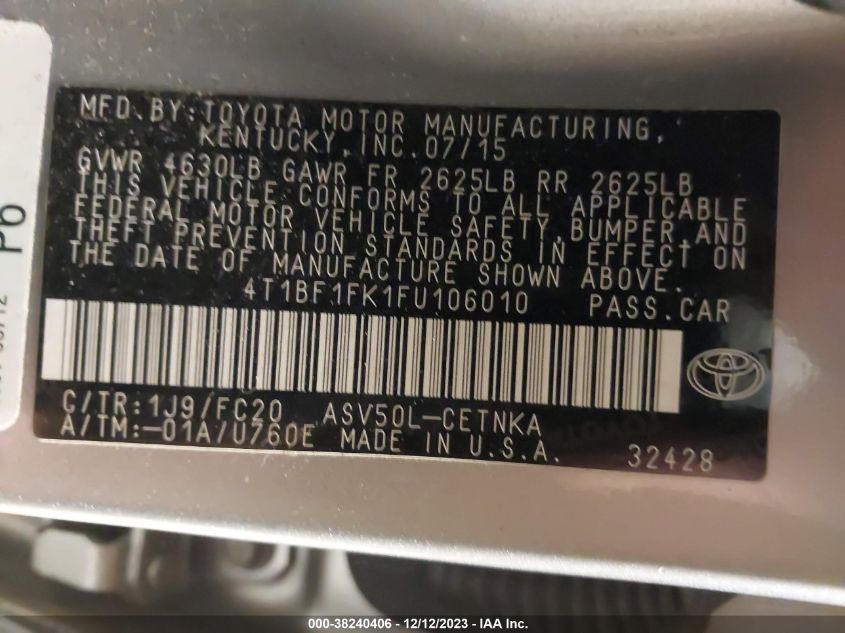 MFD.BY:TOYOTA MOTOR MANUFACTURING,
KENTUCKY,INC.07/15
GVWR 4630LB GAWR FR 2625LB RR 2625LB
THIS VEHICLE CONFORMS TO ALL APPLICABLE
FEDERAL MOTOR VEHICLE SAFETY,BUMPER,AND
THEFT PREVENTION STANDARDS IN EFFECT ON
THE DATE OF MANUFACTURE SHOWN ABOVE.
4T1BF1FK1FU106010 PASS.CAR
C/TR:1J9/FC20 ASV50L-CETNKA
A/TM:-01A/U760E MADE IN U.S.A.
32428
Pb
000-38240406 - 12/12/2023 - IAA Inc.